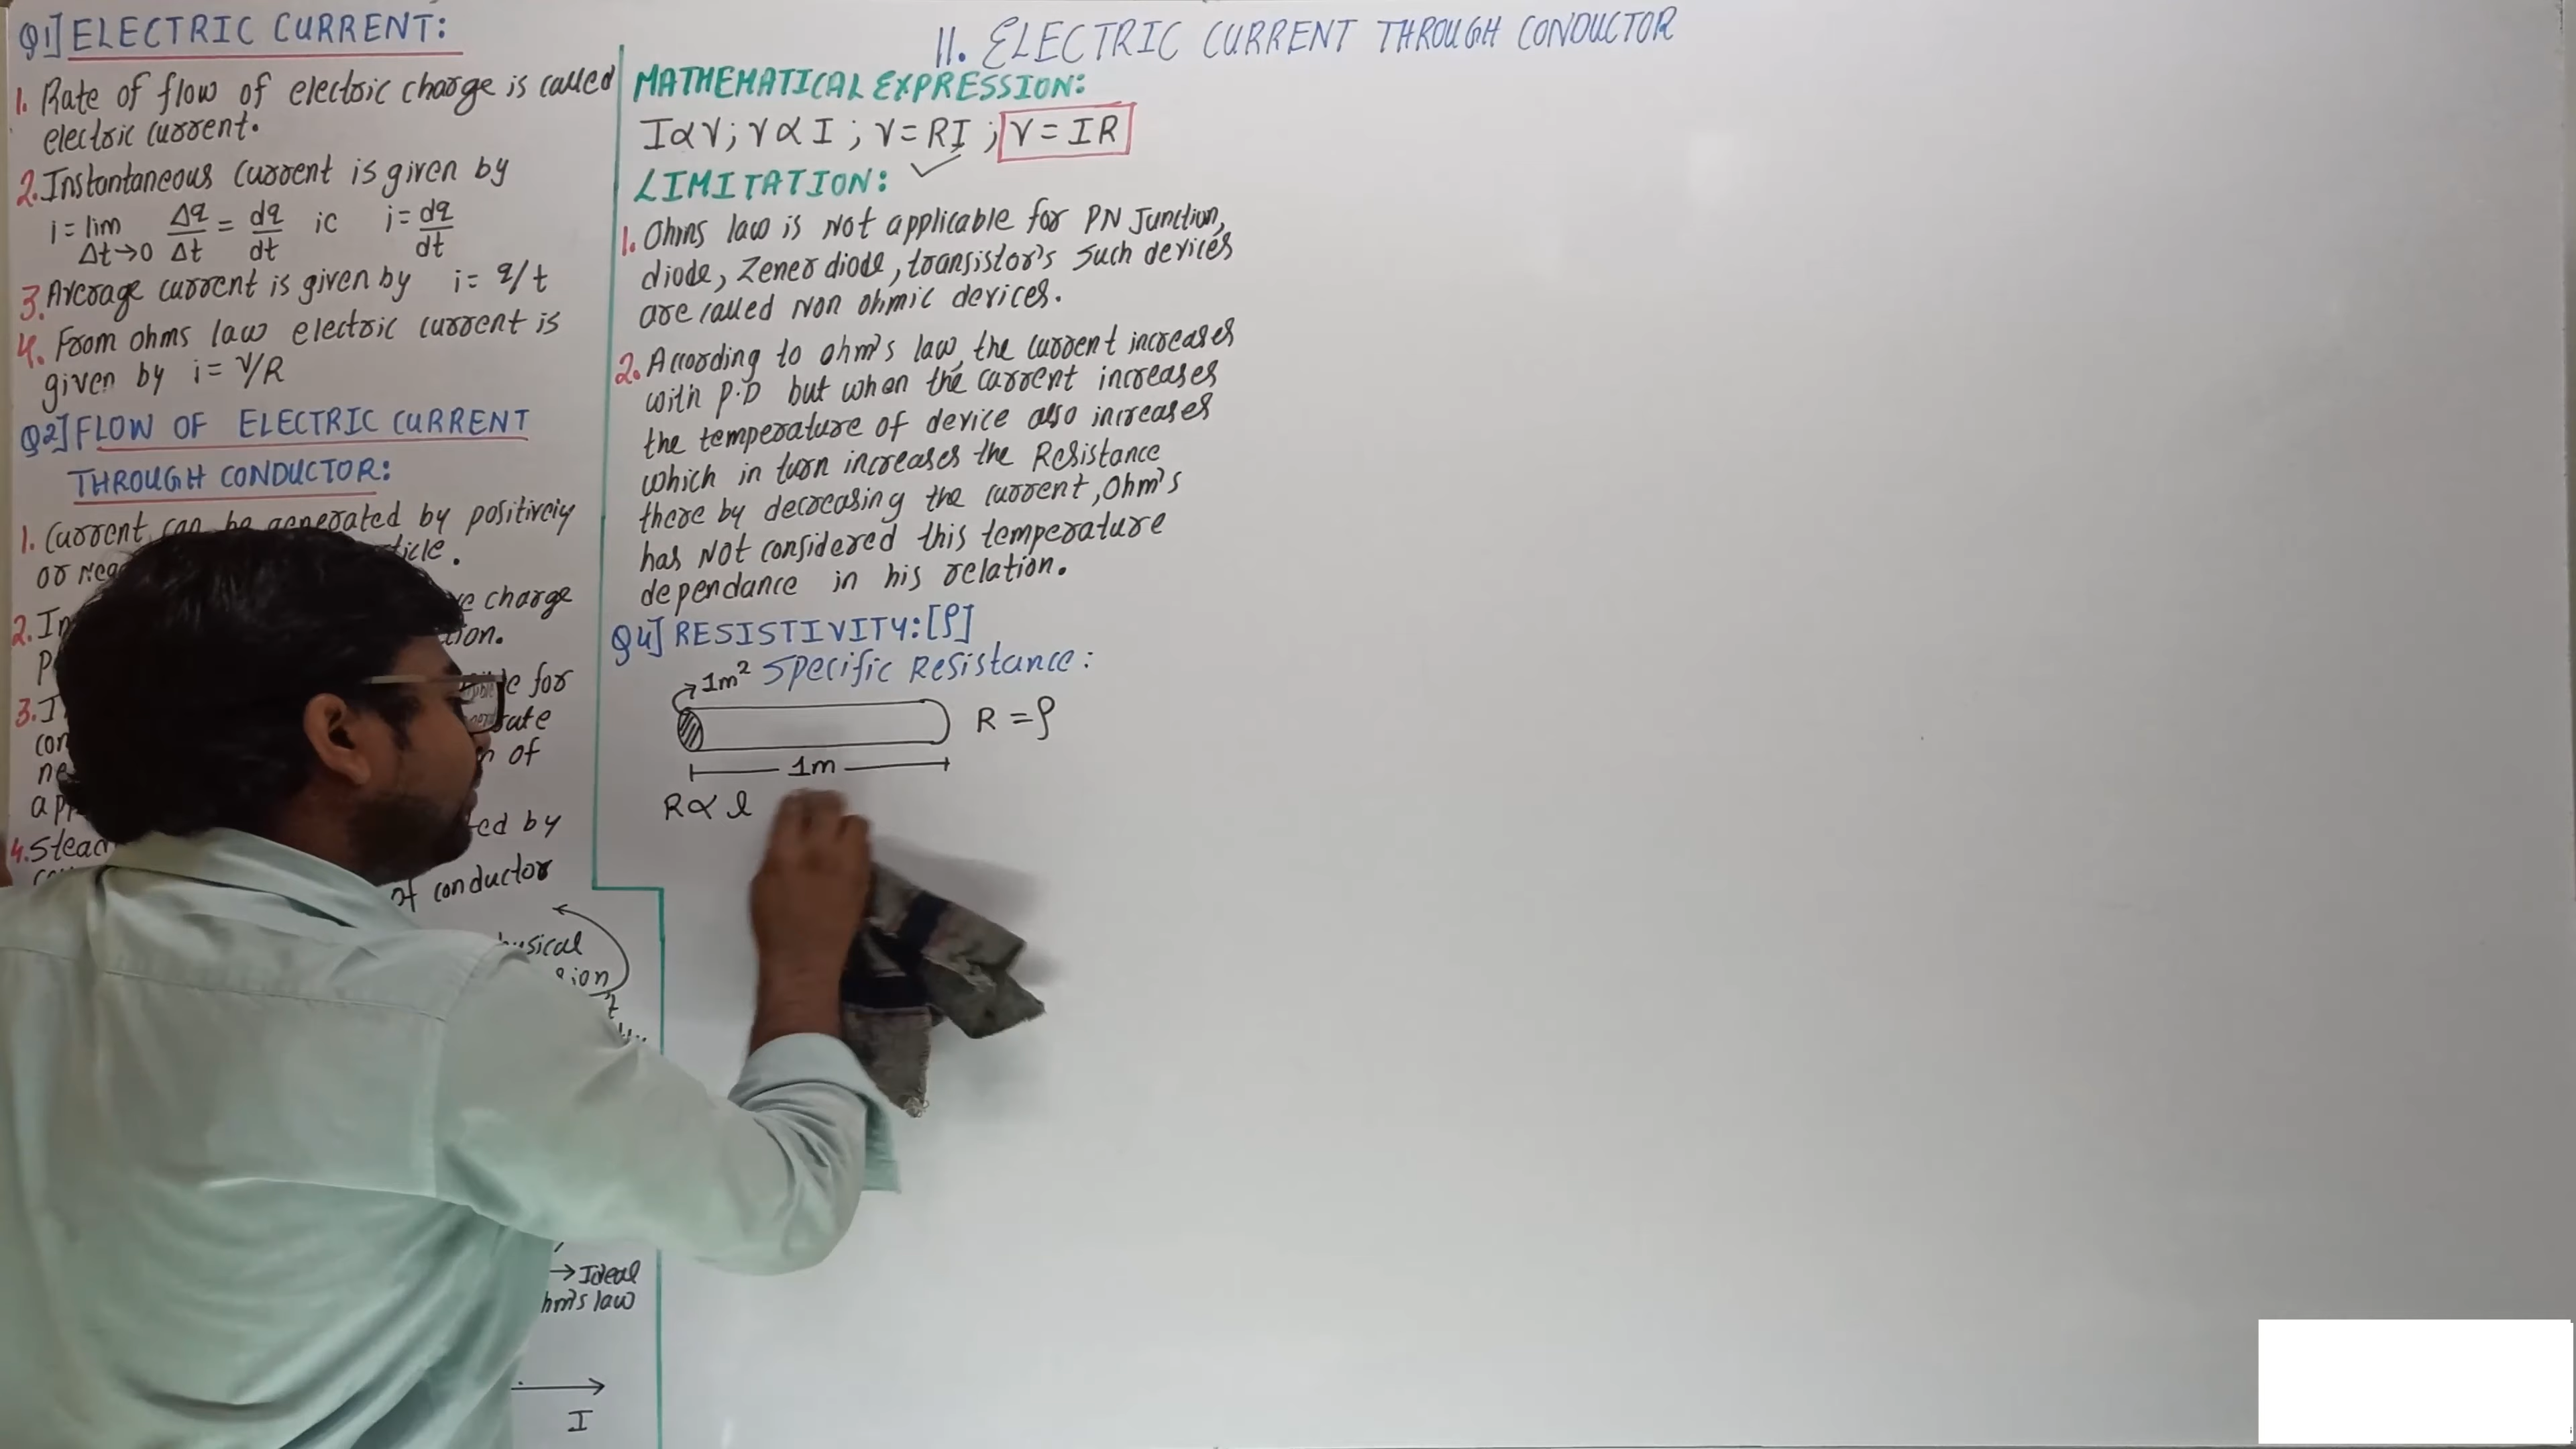 11. ELECTRIC CURRENT THROUGH CONDUCTOR
Q1] ELECTRIC CURRENT:
1. Rate of flow of electric charge is called
electric current.
2. Instantaneous current is given by
i = lim Δq/Δt = dq/dt ie i = dq/dt
Δt→0
3. Average current is given by i = q/t
4. From ohms law electric current is
given by i = V/R
Q2] FLOW OF ELECTRIC CURRENT
THROUGH CONDUCTOR:
1. Current can be generated by positively
or
2. In charge
3. I for
of
4. Stea ed by
of conductor
→ Ideal
hm's law
I
MATHEMATICAL EXPRESSION:
I∝V; V∝I; V=RI; V=IR
LIMITATION:
1. Ohms law is Not applicable for PN Junction,
diode, Zener diode, transistor's such devices
are called Non ohmic devices.
2. According to ohm's law, the current increases
with P.D but when the current increases
the temperature of device also increases
which in turn increases the Resistance
there by decreasing the current, Ohm's
has Not considered this temperature
dependance in his relation.
Q4] RESISTIVITY: [ρ]
Specific Resistance:
1m²
R = ρ
1m
R ∝ l